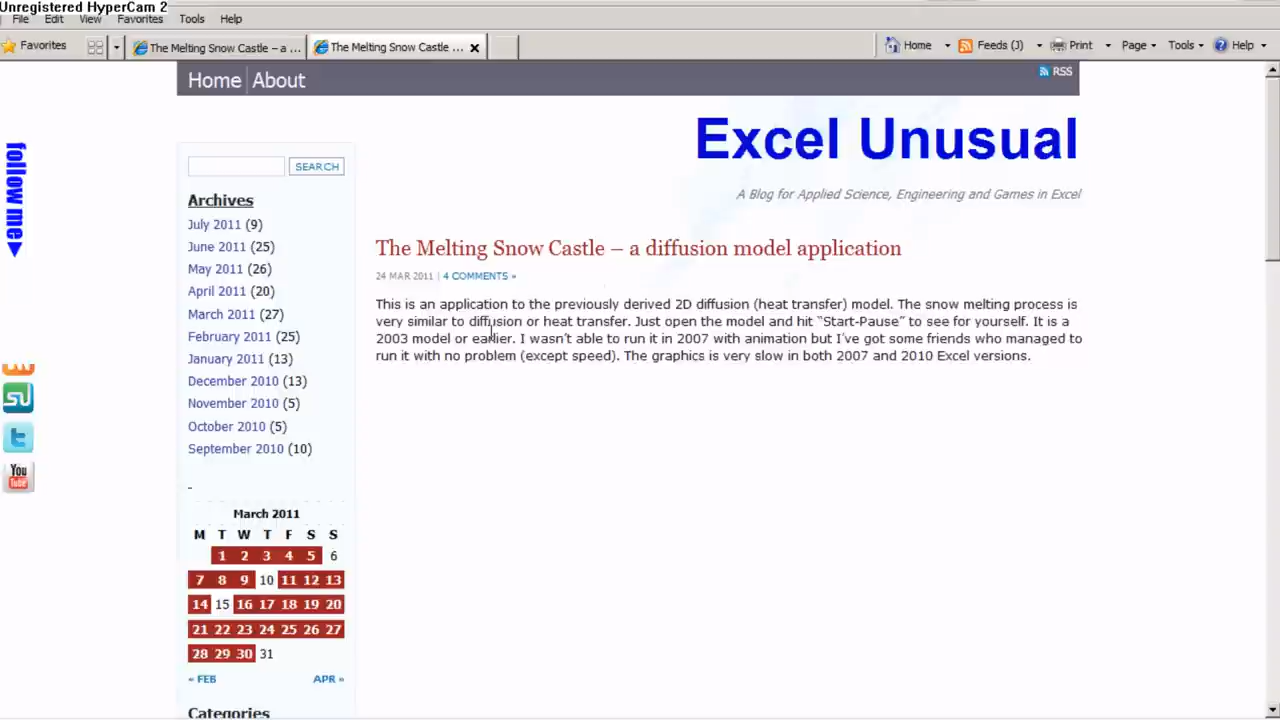 Unregistered HyperCam 2
File Edit View Favorites Tools Help
Favorites
The Melting Snow Castle – a ...
The Melting Snow Castle ...
Home Feeds (J) Print Page Tools Help
Home About
RSS
Excel Unusual
A Blog for Applied Science, Engineering and Games in Excel
follow me
SEARCH
Archives
July 2011 (9)
June 2011 (25)
May 2011 (26)
April 2011 (20)
March 2011 (27)
February 2011 (25)
January 2011 (13)
December 2010 (13)
November 2010 (5)
October 2010 (5)
September 2010 (10)
March 2011
M T W T F S S
1 2 3 4 5 6
7 8 9 10 11 12 13
14 15 16 17 18 19 20
21 22 23 24 25 26 27
28 29 30 31
« FEB APR »
Categories
The Melting Snow Castle – a diffusion model application
24 MAR 2011 | 4 COMMENTS »
This is an application to the previously derived 2D diffusion (heat transfer) model. The snow melting process is
very similar to diffusion or heat transfer. Just open the model and hit “Start-Pause” to see for yourself. It is a
2003 model or earlier. I wasn’t able to run it in 2007 with animation but I’ve got some friends who managed to
run it with no problem (except speed). The graphics is very slow in both 2007 and 2010 Excel versions.
You
Tube